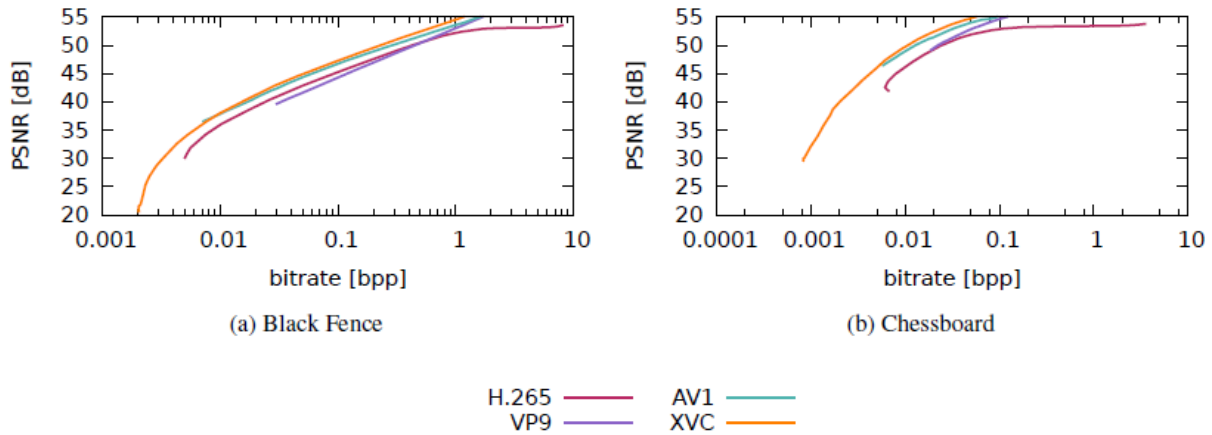 55
50
45
40
35
30
25
20
PSNR [dB]
0.001 0.01 0.1 1 10
bitrate [bpp]
(a) Black Fence
55
50
45
40
35
30
25
20
PSNR [dB]
0.0001 0.001 0.01 0.1 1 10
bitrate [bpp]
(b) Chessboard
H.265 AV1
VP9 XVC